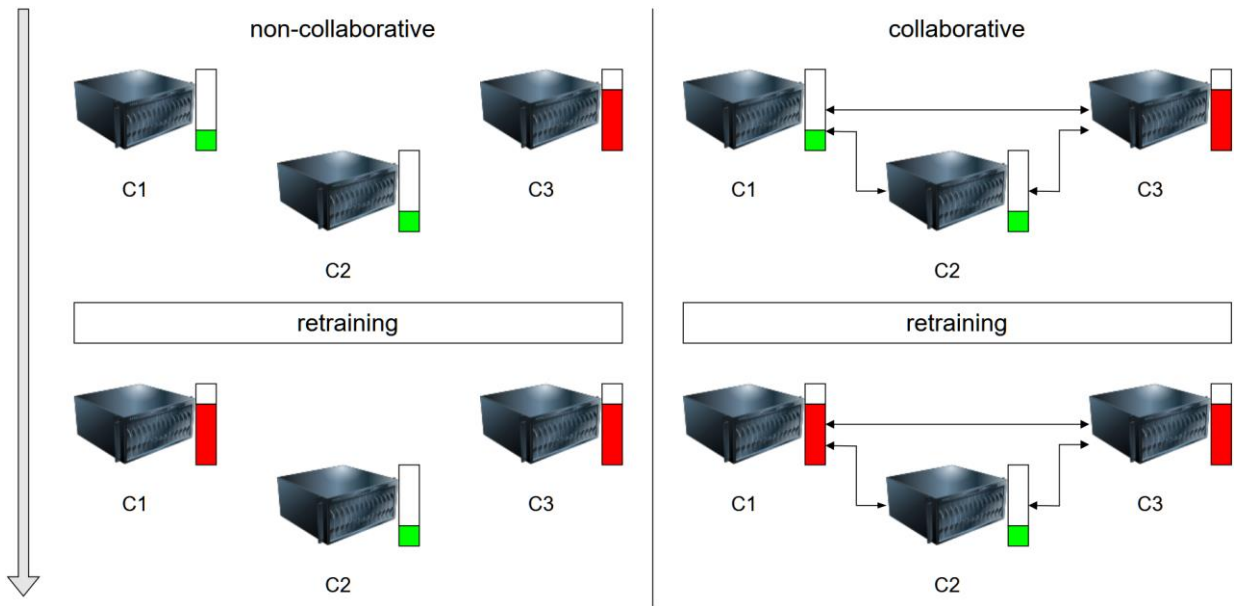 non-collaborative
C1
C3
C2
retraining
C1
C3
C2
collaborative
C1
C3
C2
retraining
C1
C3
C2